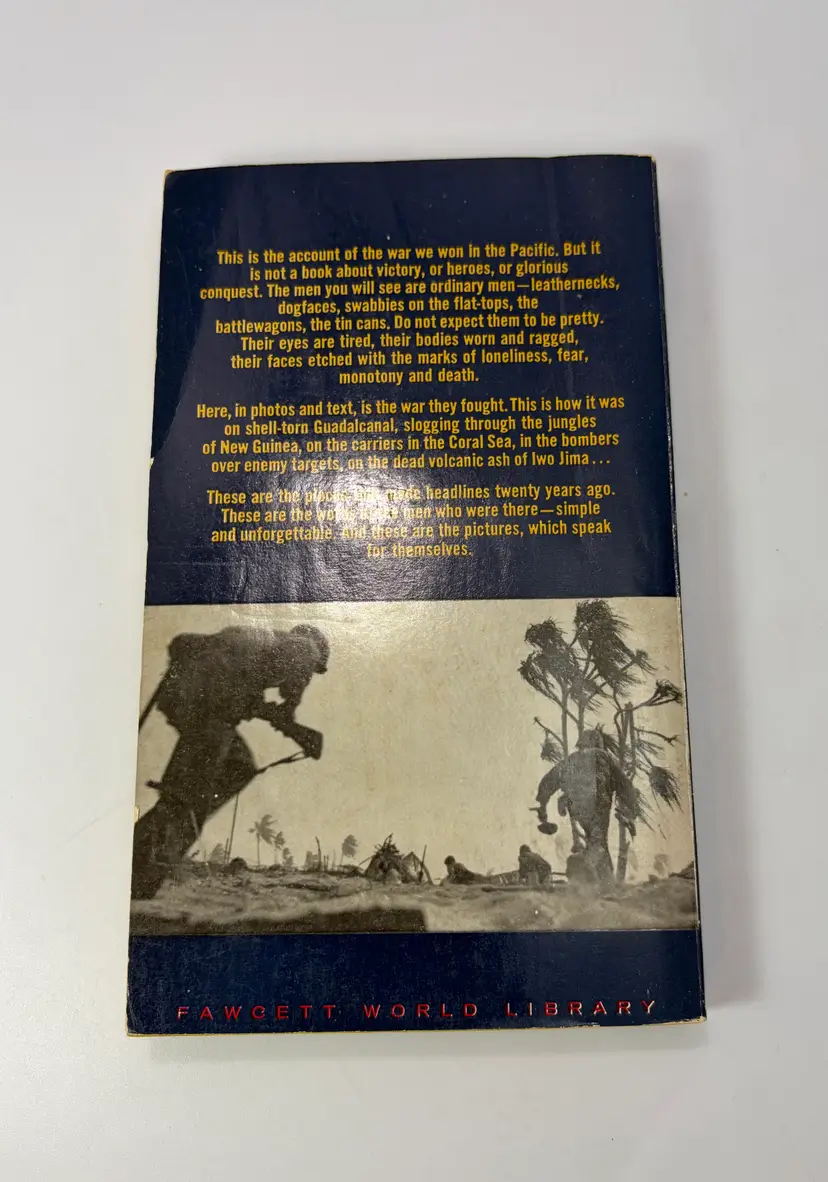 This is the account of the war we won in the Pacific. But it
is not a book about victory, or heroes, or glorious
conquest. The men you will see are ordinary men—leathernecks,
dogfaces, swabbies on the flat-tops, the
battlewagons, the tin cans. Do not expect them to be pretty.
Their eyes are tired, their bodies worn and ragged,
their faces etched with the marks of loneliness, fear,
monotony and death.
Here, in photos and text, is the war they fought. This is how it was
on shell-torn Guadalcanal, slogging through the jungles
of New Guinea, on the carriers in the Coral Sea, in the bombers
over enemy targets, on the dead volcanic ash of Iwo Jima...
These are the places made headlines twenty years ago.
These are the men who were there—simple
and unforgettable. And these are the pictures, which speak
for themselves.
FAWCETT WORLD LIBRARY